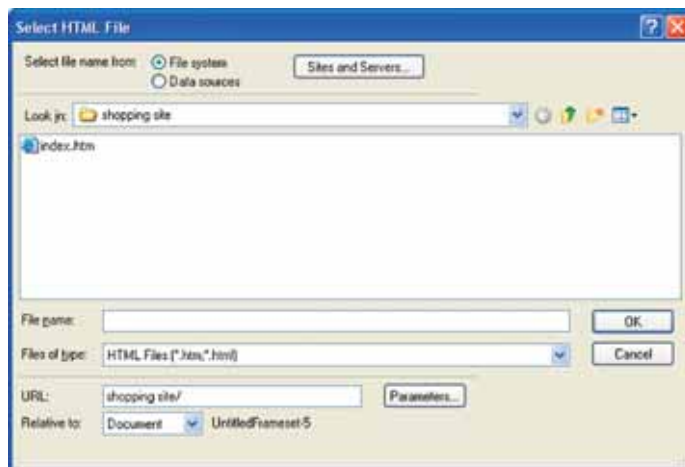 Select HTML File
Select file name from: File system Sites and Servers...
Data sources
Look in: shopping site
index.htm
File name: OK
Files of type: HTML Files (*.htm;*.html) Cancel
URL: shopping site/ Parameters...
Relative to: Document UntitledFrameset-5